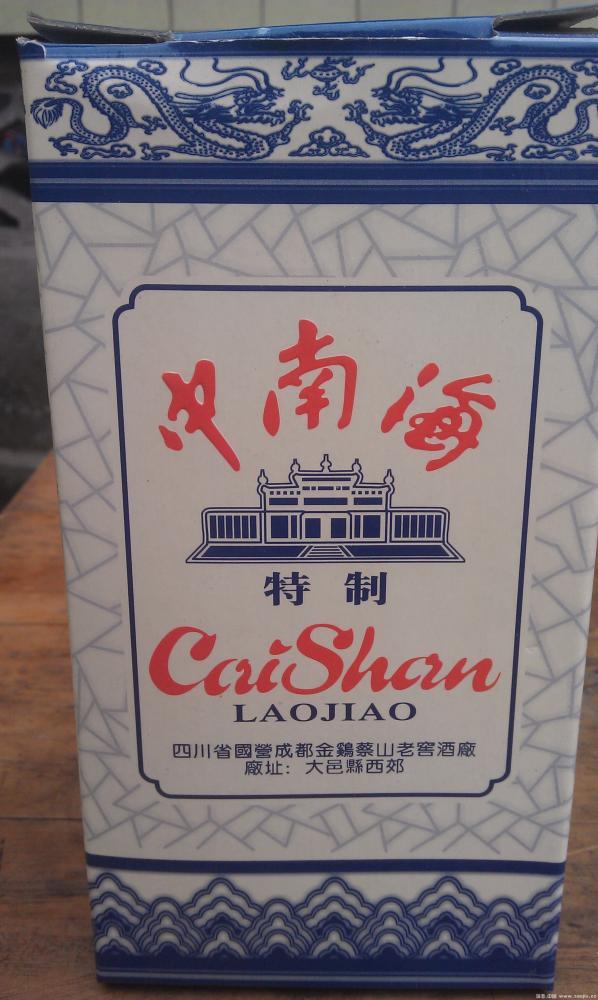 中南海
特制
CaiShan
LAOJIAO
四川省國營成都金鷄蔡山老窖酒廠
廠址：大邑縣西郊